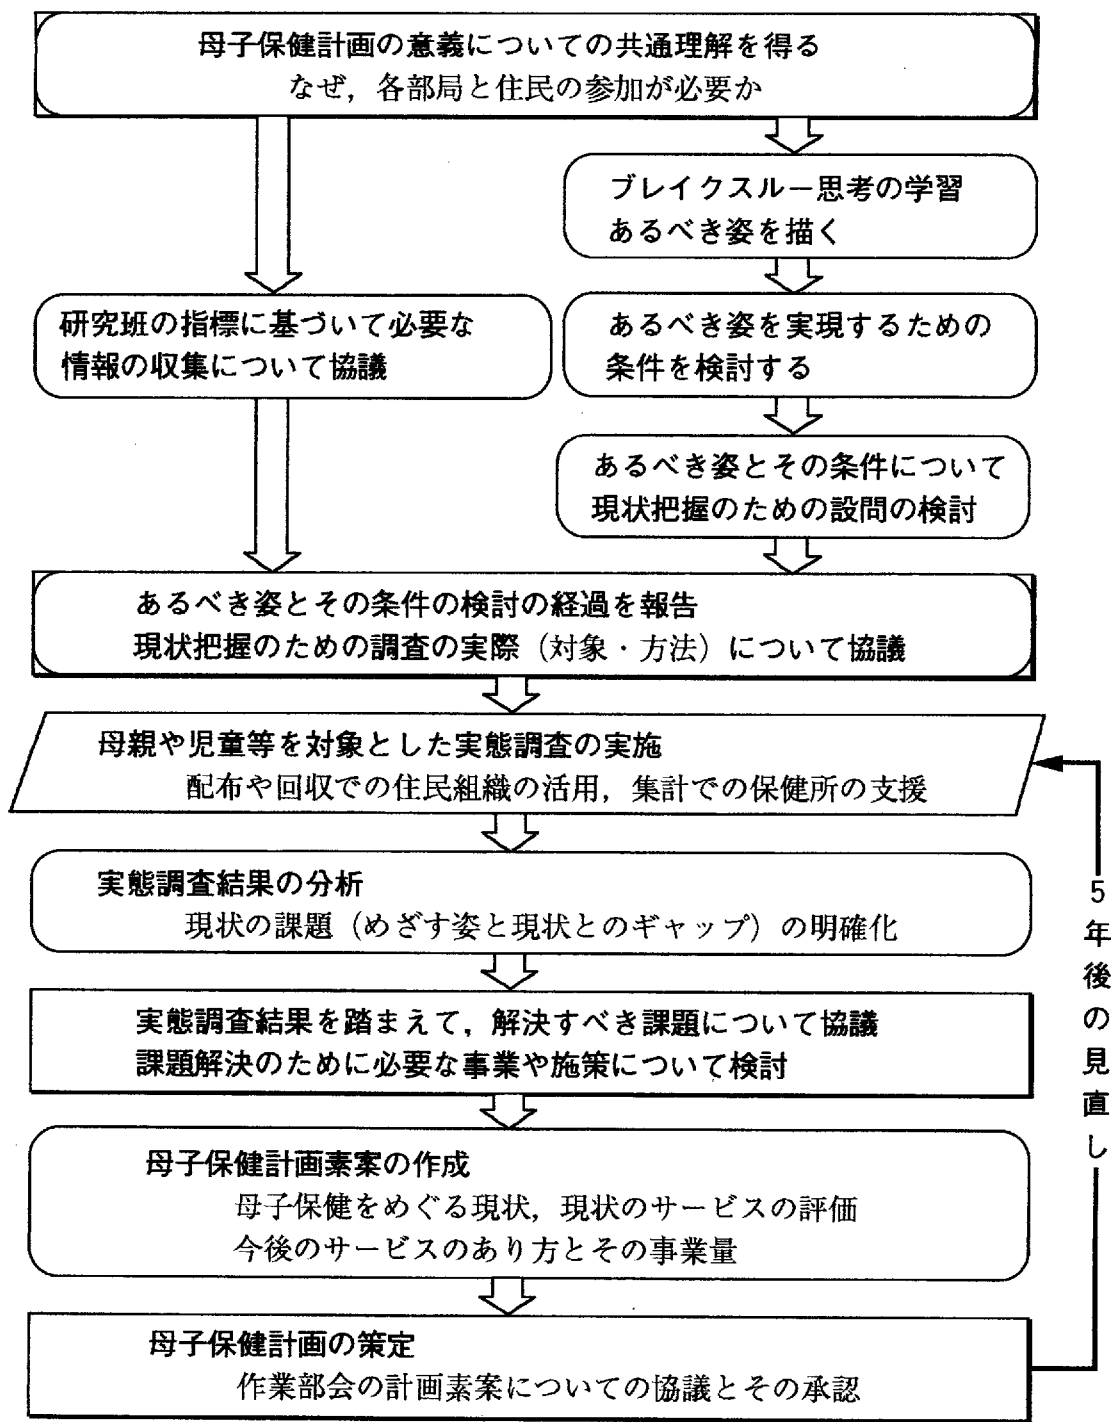 母子保健計画の意義についての共通理解を得る
なぜ，各部局と住民の参加が必要か
ブレイクスルー思考の学習
あるべき姿を描く
研究班の指標に基づいて必要な
情報の収集について協議
あるべき姿を実現するための
条件を検討する
あるべき姿とその条件について
現状把握のための設問の検討
あるべき姿とその条件の検討の経過を報告
現状把握のための調査の実際（対象・方法）について協議
母親や児童等を対象とした実態調査の実施
配布や回収での住民組織の活用，集計での保健所の支援
実態調査結果の分析
現状の課題（めざす姿と現状とのギャップ）の明確化
実態調査結果を踏まえて，解決すべき課題について協議
課題解決のために必要な事業や施策について検討
母子保健計画素案の作成
母子保健をめぐる現状，現状のサービスの評価
今後のサービスのあり方とその事業量
母子保健計画の策定
作業部会の計画素案についての協議とその承認
5年後の見直し